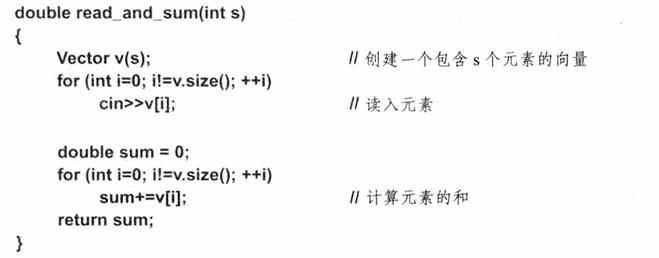 double read_and_sum(int s)
{
Vector v(s); // 创建一个包含 s 个元素的向量
for (int i=0; i!=v.size(); ++i)
cin>>v[i]; // 读入元素
double sum = 0;
for (int i=0; i!=v.size(); ++i)
sum+=v[i]; // 计算元素的和
return sum;
}